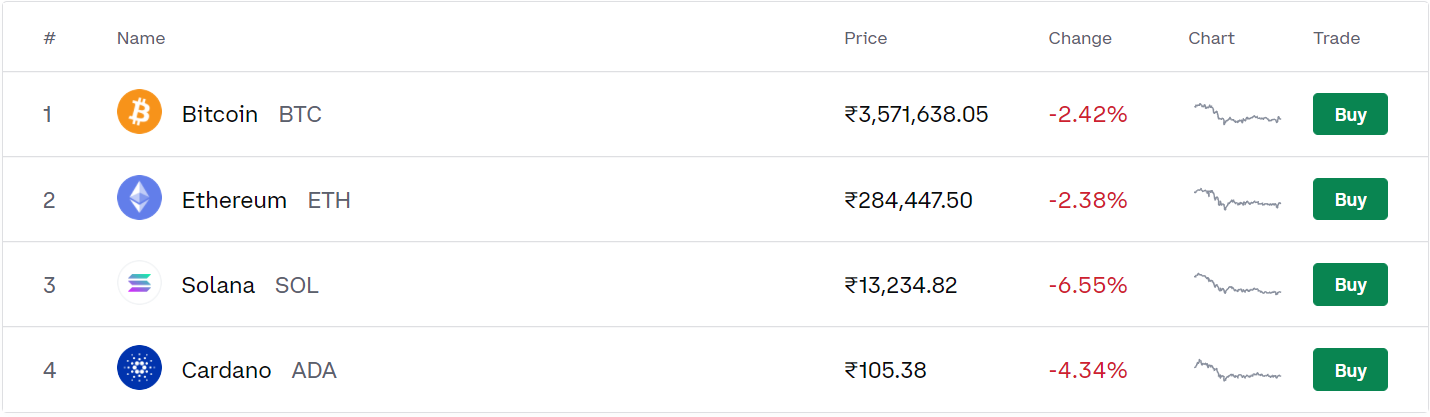 # Name Price Change Chart Trade
1 Bitcoin BTC ₹3,571,638.05 -2.42% Buy
2 Ethereum ETH ₹284,447.50 -2.38% Buy
3 Solana SOL ₹13,234.82 -6.55% Buy
4 Cardano ADA ₹105.38 -4.34% Buy